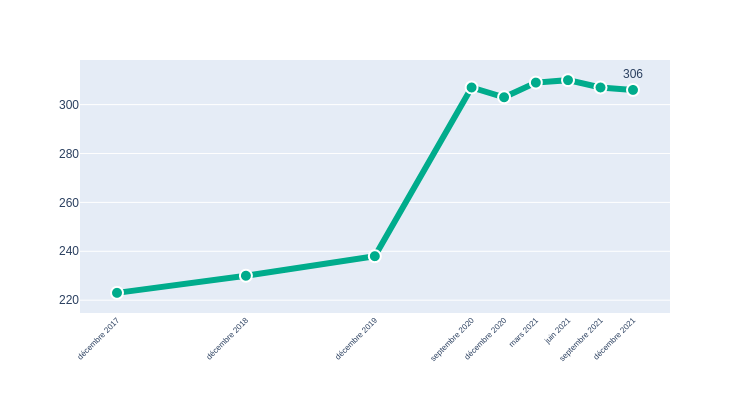 306
300
280
260
240
220
décembre 2017
décembre 2018
décembre 2019
septembre 2020
décembre 2020
mars 2021
juin 2021
septembre 2021
décembre 2021